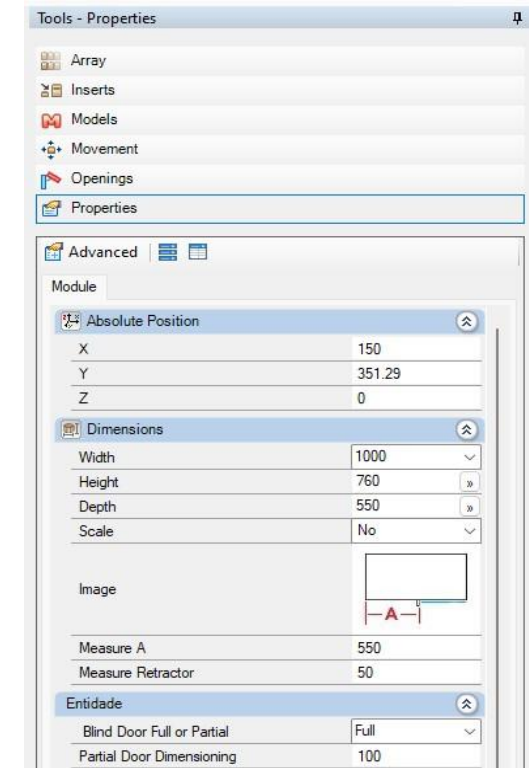 Tools - Properties
Array
Inserts
Models
Movement
Openings
Properties
Advanced
Module
Absolute Position
X 150
Y 351.29
Z 0
Dimensions
Width 1000
Height 760 »
Depth 550 »
Scale No
Image A
Measure A 550
Measure Retractor 50
Entidade
Blind Door Full or Partial Full
Partial Door Dimensioning 100